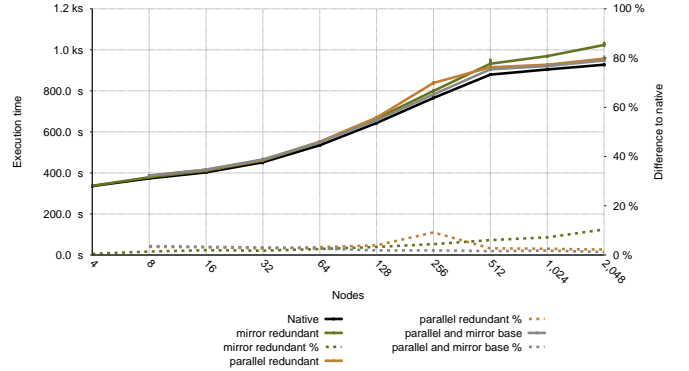 1.2 ks
1.0 ks
800.0 s
600.0 s
400.0 s
200.0 s
0.0 s
Execution time
100 %
80 %
60 %
40 %
20 %
0 %
Difference to native
4 8 16 32 64 128 256 512 1,024 2,048
Nodes
Native
mirror redundant
mirror redundant %
parallel redundant
parallel redundant %
parallel and mirror base
parallel and mirror base %